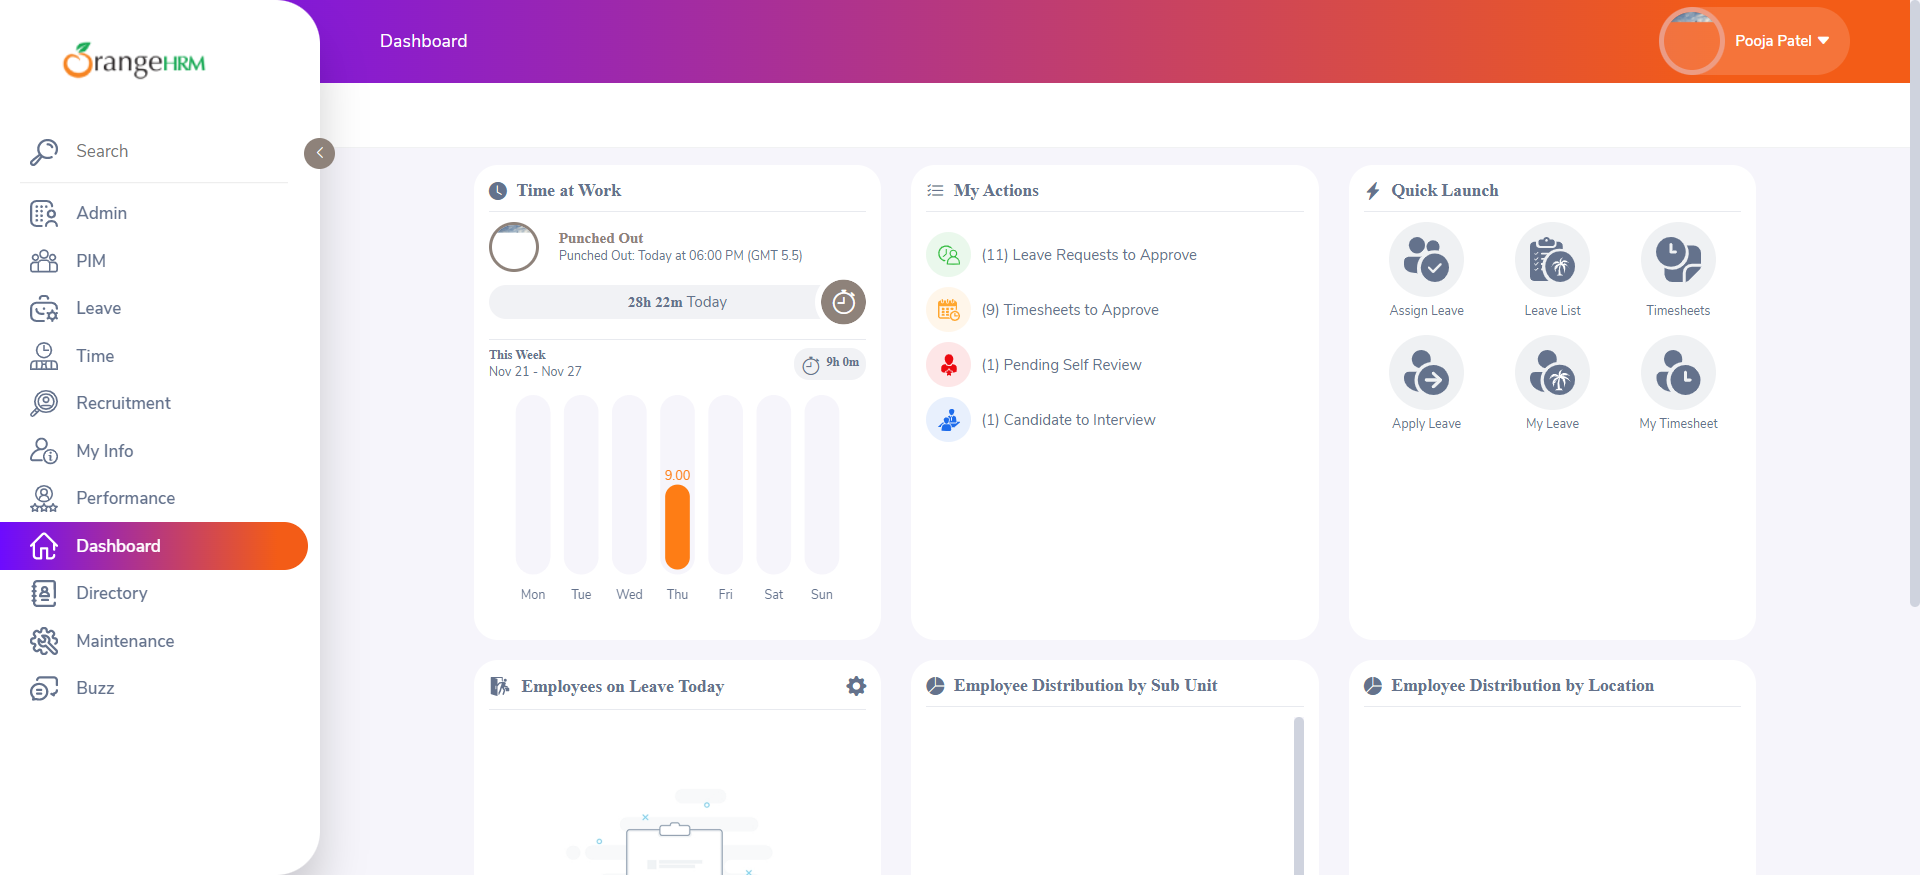 OrangeHRM
Dashboard
Pooja Patel
Search
Admin
PIM
Leave
Time
Recruitment
My Info
Performance
Dashboard
Directory
Maintenance
Buzz
Time at Work
Punched Out
Punched Out: Today at 06:00 PM (GMT 5.5)
28h 22m Today
This Week
Nov 21 - Nov 27
9h 0m
9.00
Mon Tue Wed Thu Fri Sat Sun
My Actions
(11) Leave Requests to Approve
(9) Timesheets to Approve
(1) Pending Self Review
(1) Candidate to Interview
Quick Launch
Assign Leave Leave List Timesheets
Apply Leave My Leave My Timesheet
Employees on Leave Today
Employee Distribution by Sub Unit
Employee Distribution by Location